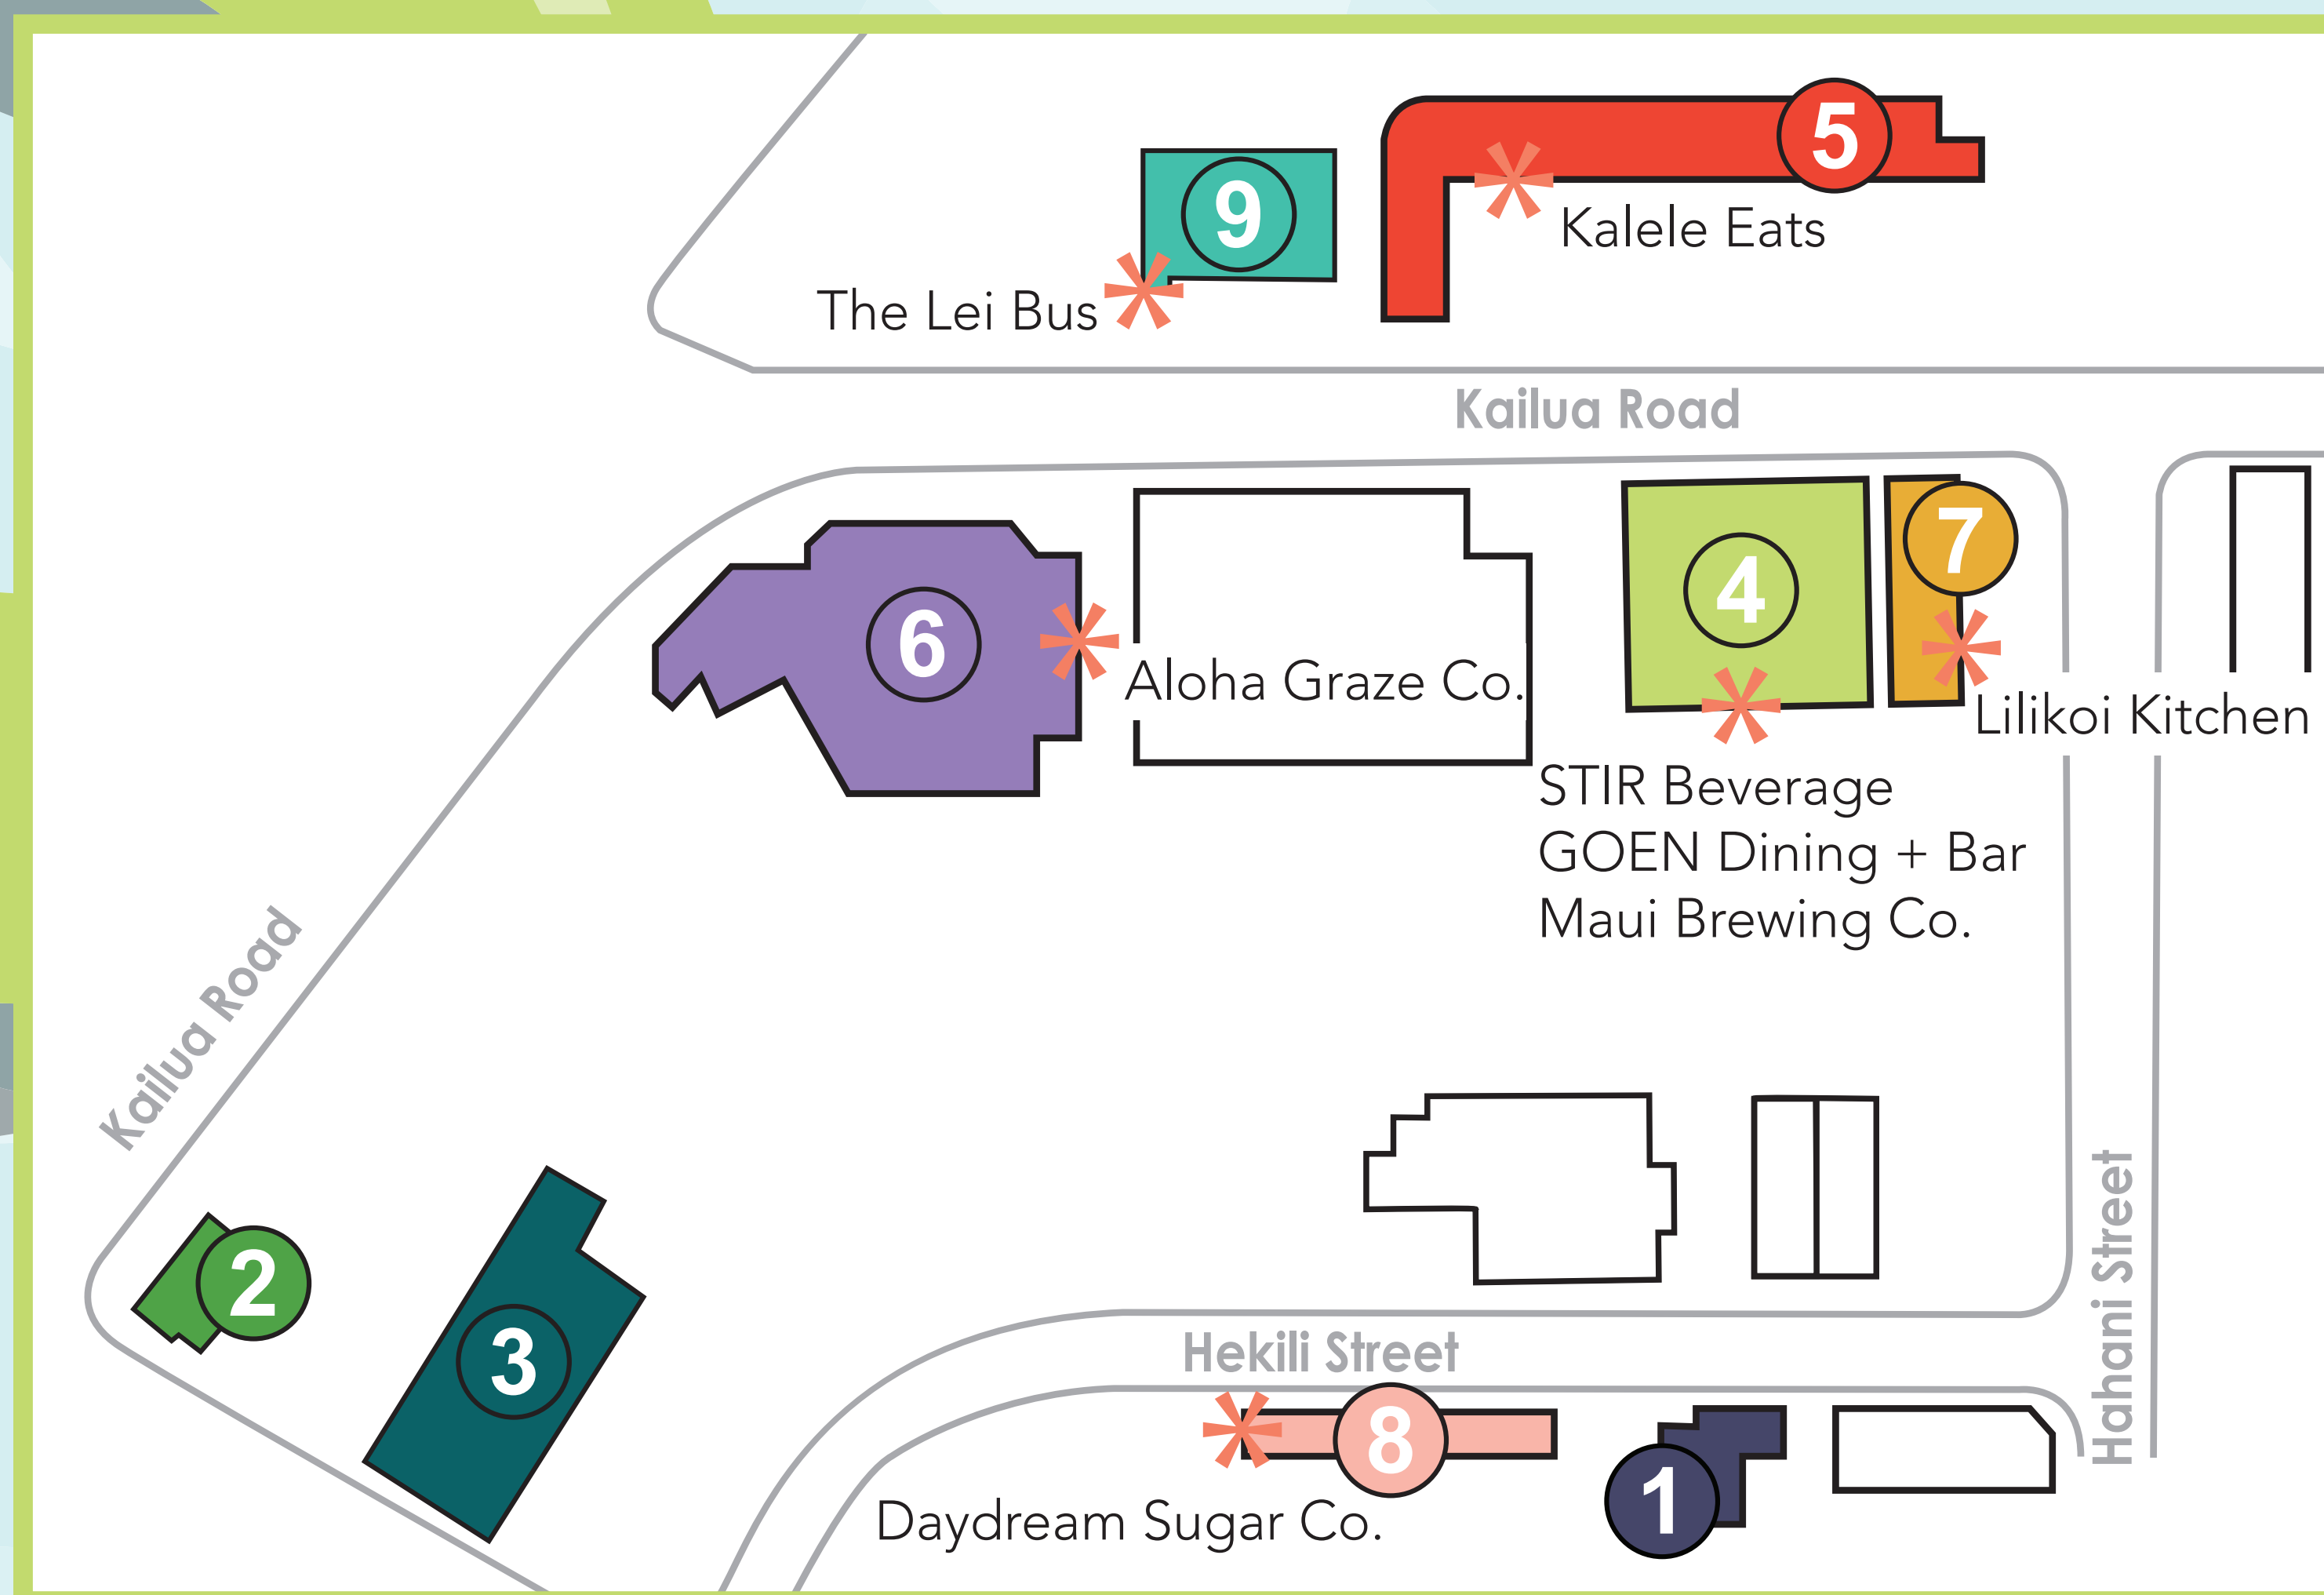 5
9
Kalele Eats
The Lei Bus
Kailua Road
7
4
6
Aloha Graze Co.
Lilikoi Kitchen
STIR Beverage
GOEN Dining + Bar
Maui Brewing Co.
Kailua Road
2
3
Hahani Street
Hekili Street
8
1
Daydream Sugar Co.